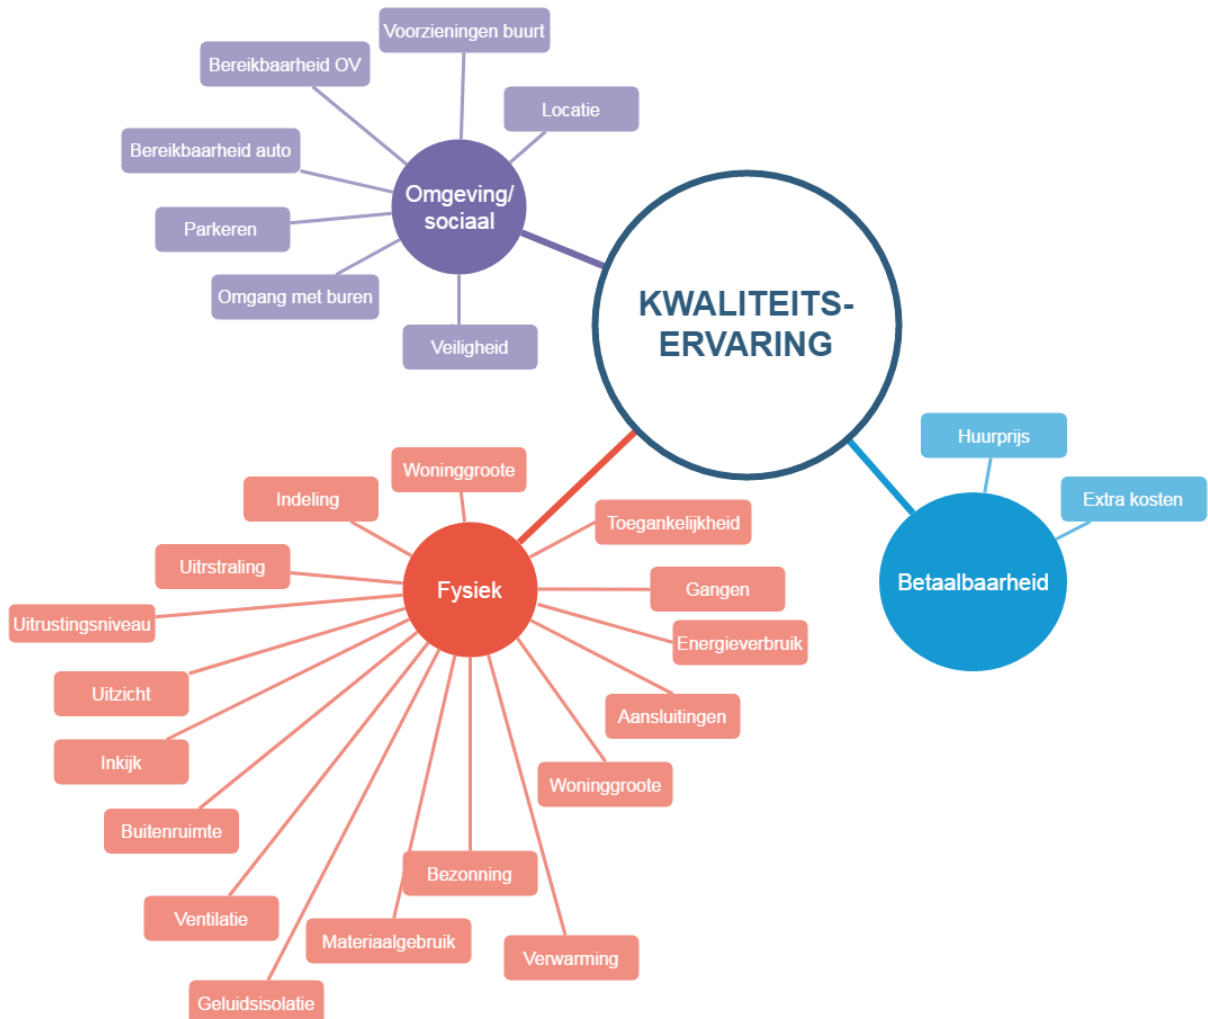 Voorzieningen buurt
Bereikbaarheid OV
Locatie
Bereikbaarheid auto
Omgeving/
sociaal
Parkeren
Omgang met buren
Veiligheid
KWALITEITS-
ERVARING
Huurprijs
Extra kosten
Betaalbaarheid
Woninggroote
Indeling
Toegankelijkheid
Uitrstraling
Fysiek
Gangen
Uitrustingsniveau
Energieverbruik
Uitzicht
Aansluitingen
Inkijk
Woninggroote
Buitenruimte
Bezonning
Ventilatie
Materiaalgebruik
Verwarming
Geluidsisolatie